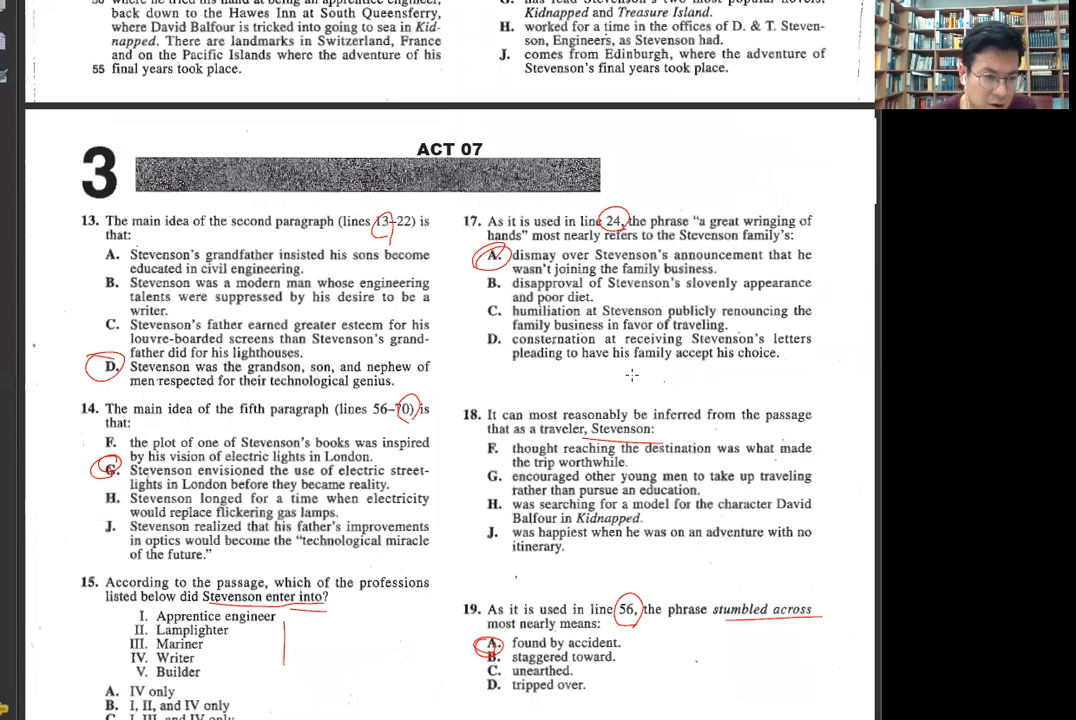 back down to the Hawes Inn at South Queensferry,
where David Balfour is tricked into going to sea in Kid-
napped. There are landmarks in Switzerland, France
and on the Pacific Islands where the adventure of his
55 final years took place.
Kidnapped and Treasure Island.
H. worked for a time in the offices of D. & T. Steven-
son, Engineers, as Stevenson had.
J. comes from Edinburgh, where the adventure of
Stevenson's final years took place.
3
ACT 07
13. The main idea of the second paragraph (lines 13-22) is
that:
A. Stevenson's grandfather insisted his sons become
educated in civil engineering.
B. Stevenson was a modern man whose engineering
talents were suppressed by his desire to be a
writer.
C. Stevenson's father earned greater esteem for his
louvre-boarded screens than Stevenson's grand-
father did for his lighthouses.
D. Stevenson was the grandson, son, and nephew of
men respected for their technological genius.
14. The main idea of the fifth paragraph (lines 56–70) is
that:
F. the plot of one of Stevenson's books was inspired
by his vision of electric lights in London.
G. Stevenson envisioned the use of electric street-
lights in London before they became reality.
H. Stevenson longed for a time when electricity
would replace flickering gas lamps.
J. Stevenson realized that his father's improvements
in optics would become the "technological miracle
of the future."
15. According to the passage, which of the professions
listed below did Stevenson enter into?
I. Apprentice engineer
II. Lamplighter
III. Mariner
IV. Writer
V. Builder
A. IV only
B. I, II, and IV only
C. I, III, and IV only
17. As it is used in line 24, the phrase "a great wringing of
hands" most nearly refers to the Stevenson family's:
A. dismay over Stevenson's announcement that he
wasn't joining the family business.
B. disapproval of Stevenson's slovenly appearance
and poor diet.
C. humiliation at Stevenson publicly renouncing the
family business in favor of traveling.
D. consternation at receiving Stevenson's letters
pleading to have his family accept his choice.
18. It can most reasonably be inferred from the passage
that as a traveler, Stevenson:
F. thought reaching the destination was what made
the trip worthwhile.
G. encouraged other young men to take up traveling
rather than pursue an education.
H. was searching for a model for the character David
Balfour in Kidnapped.
J. was happiest when he was on an adventure with no
itinerary.
19. As it is used in line 56, the phrase stumbled across
most nearly means:
A. found by accident.
B. staggered toward.
C. unearthed.
D. tripped over.